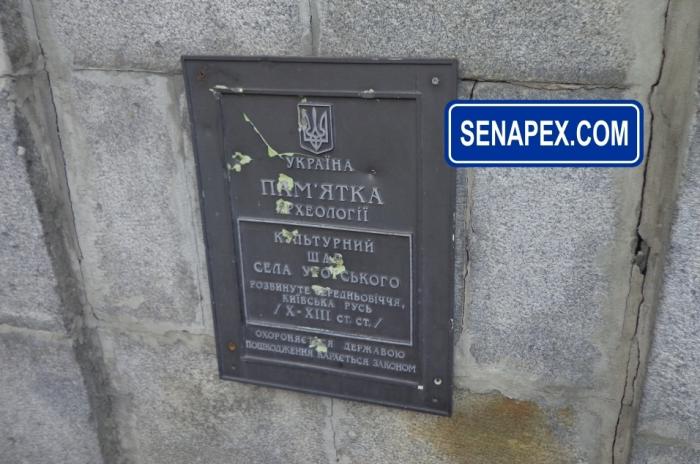 SENAPEX.COM
УКРАЇНА
ПАМ'ЯТКА
АРХЕОЛОГІЇ
КУЛЬТУРНИЙ
ШАР
СЕЛА УГОРСЬКОГО
РОЗВИНУТЕ СЕРЕДНЬОВІЧЧЯ,
КИЇВСЬКА РУСЬ
/ X-XIII СТ. СТ. /
ОХОРОНЯЄТЬСЯ ДЕРЖАВОЮ
ПОШКОДЖЕННЯ КАРАЄТЬСЯ ЗАКОНОМ